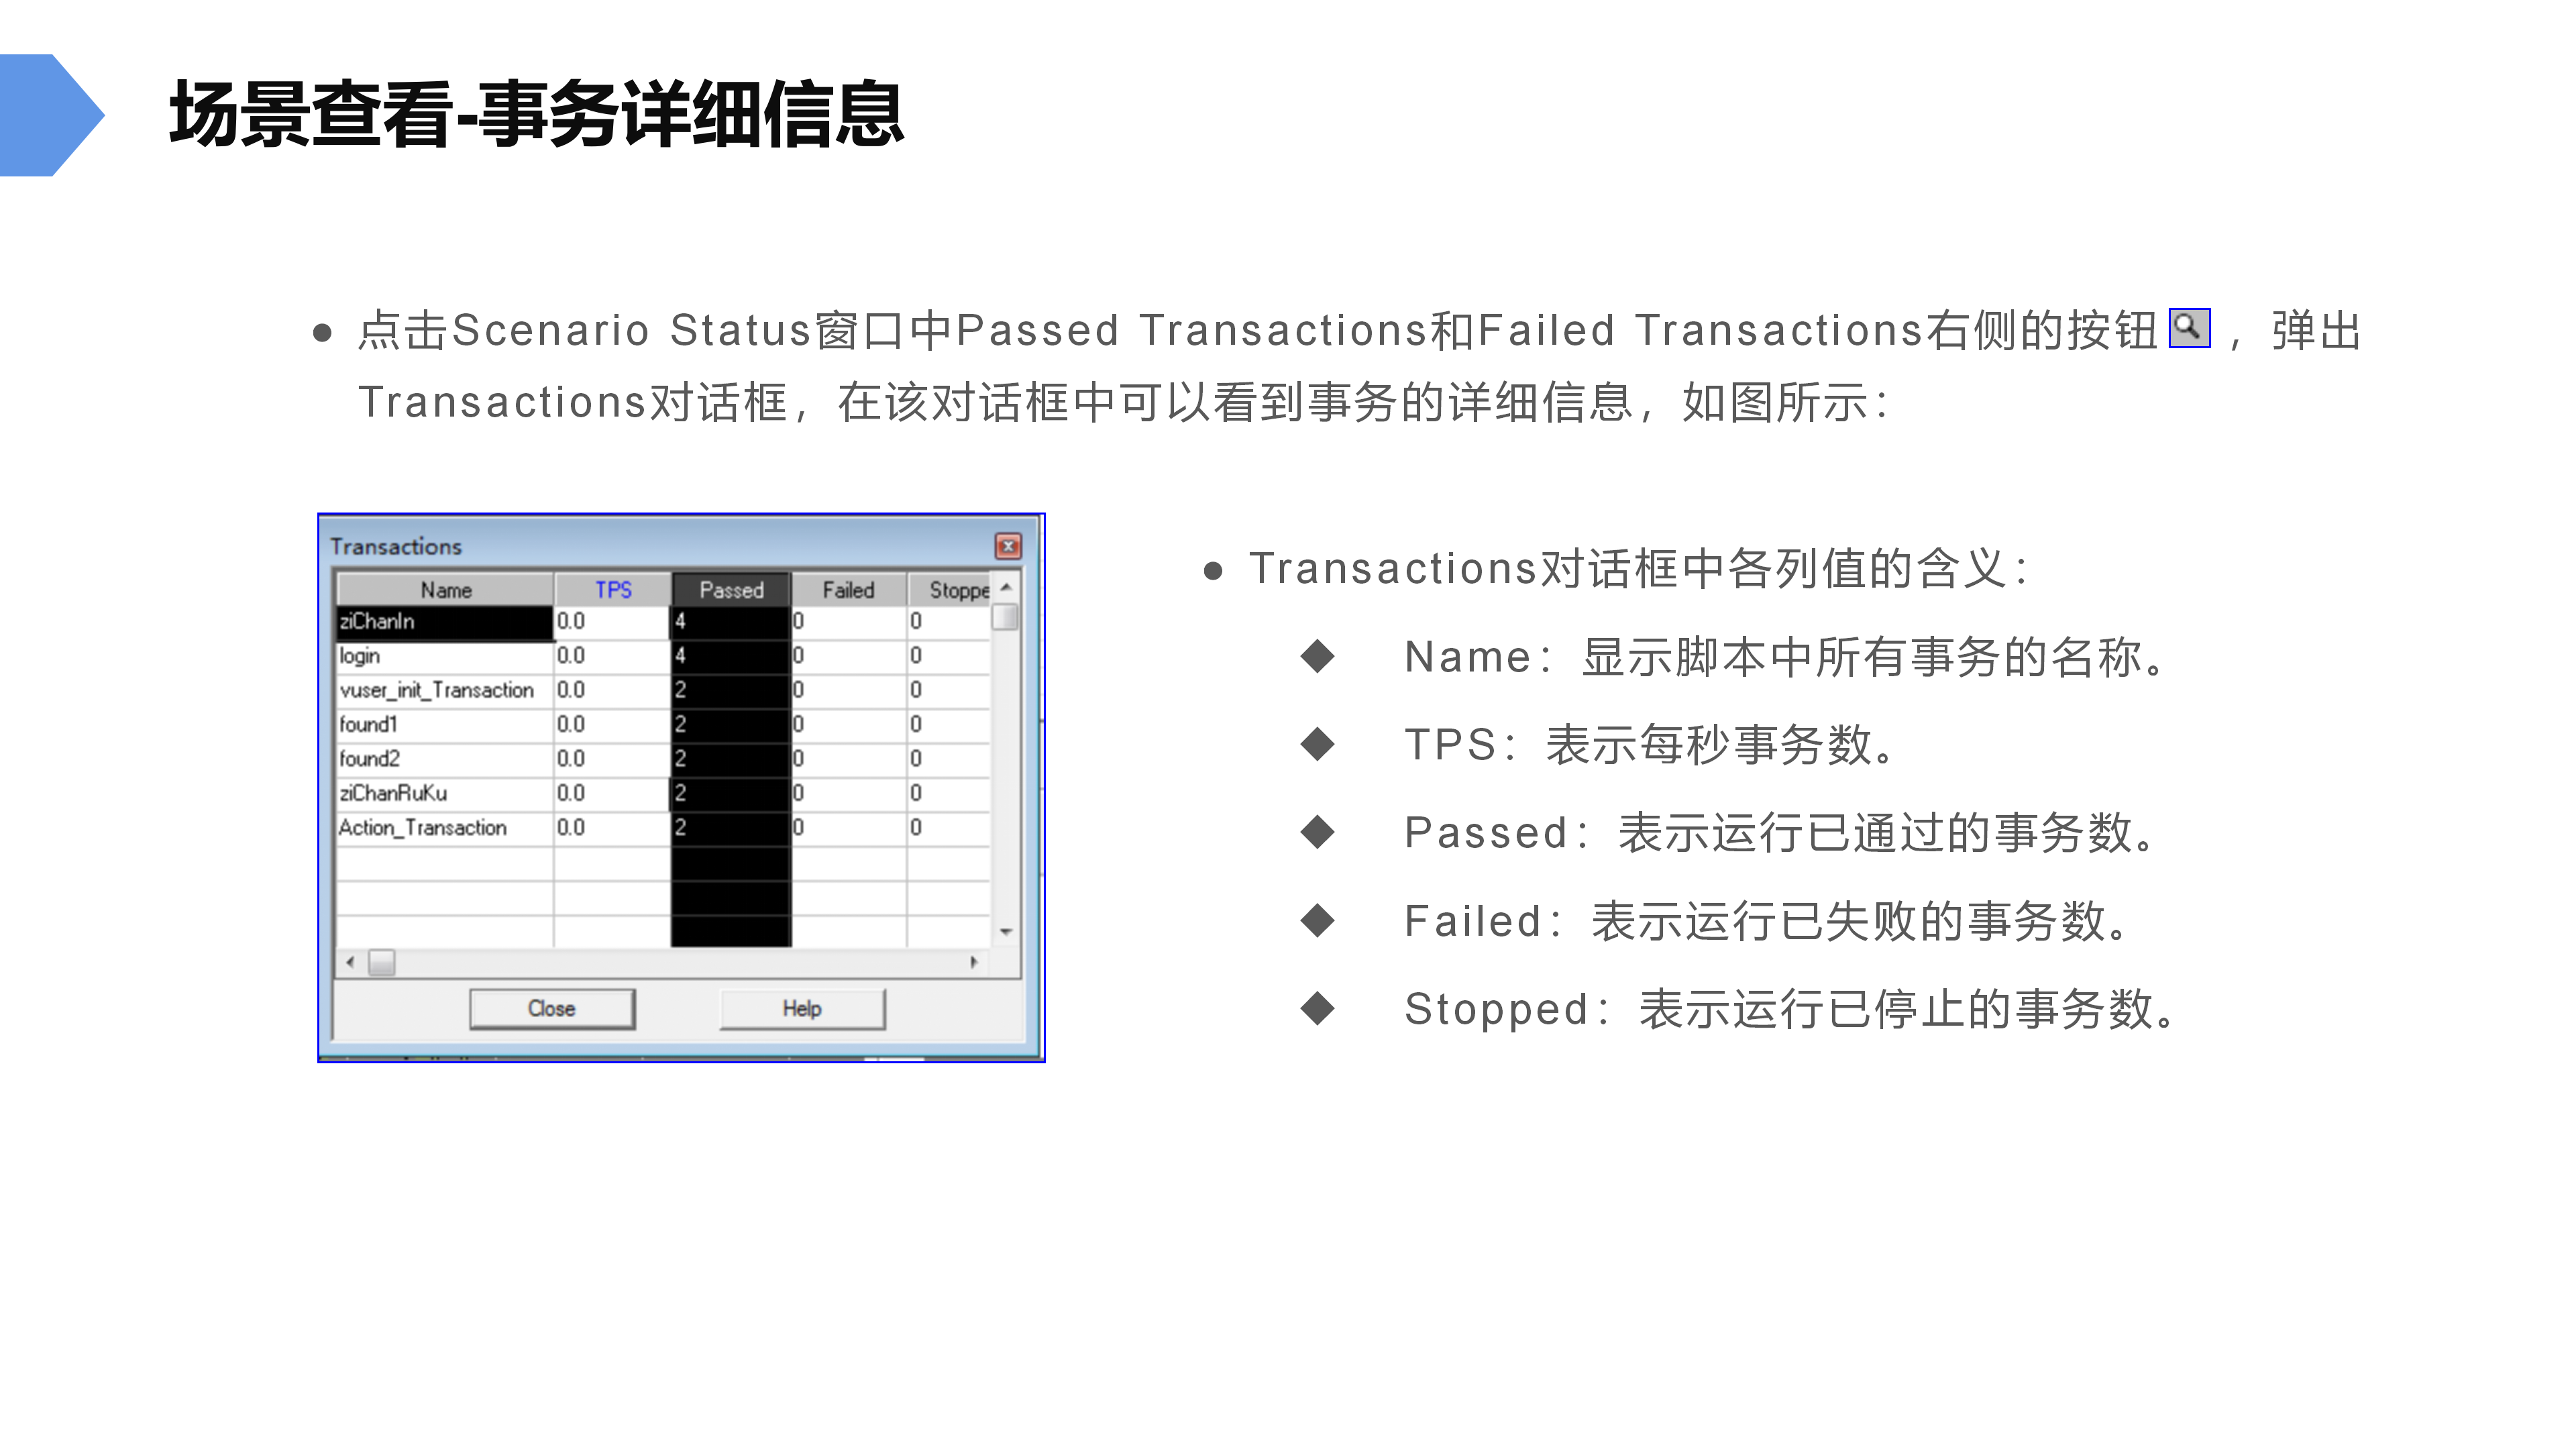 场景查看-事务详细信息
● 点击Scenario Status窗口中Passed Transactions和Failed Transactions右侧的按钮，弹出
Transactions对话框，在该对话框中可以看到事务的详细信息，如图所示：
Transactions
Name TPS Passed Failed Stoppe
ziChanIn 0.0 4 0 0
login 0.0 4 0 0
vuser_init_Transaction 0.0 2 0 0
found1 0.0 2 0 0
found2 0.0 2 0 0
ziChanRuKu 0.0 2 0 0
Action_Transaction 0.0 2 0 0
Close Help
● Transactions对话框中各列值的含义：
◆ Name：显示脚本中所有事务的名称。
◆ TPS：表示每秒事务数。
◆ Passed：表示运行已通过的事务数。
◆ Failed：表示运行已失败的事务数。
◆ Stopped：表示运行已停止的事务数。